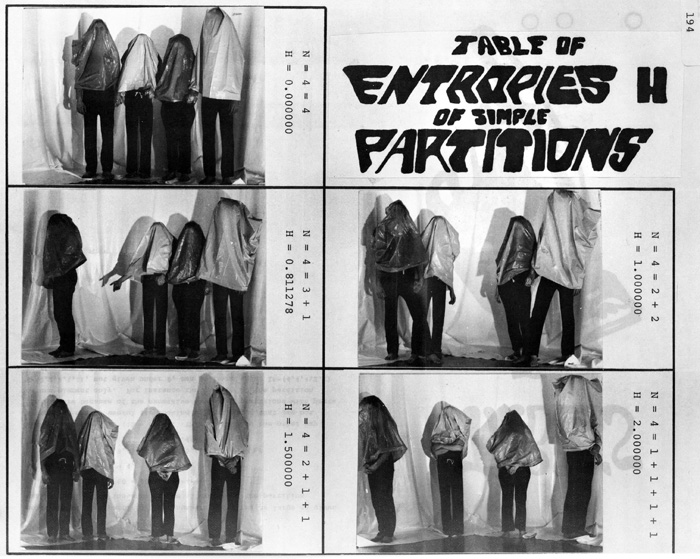 194
TABLE OF
ENTROPIES H
OF SIMPLE
PARTITIONS
N = 4 = 4
H = 0.000000
N = 4 = 3 + 1
H = 0.811278
N = 4 = 2 + 2
H = 1.000000
N = 4 = 2 + 1 + 1
H = 1.500000
N = 4 = 1 + 1 + 1 + 1
H = 2.000000